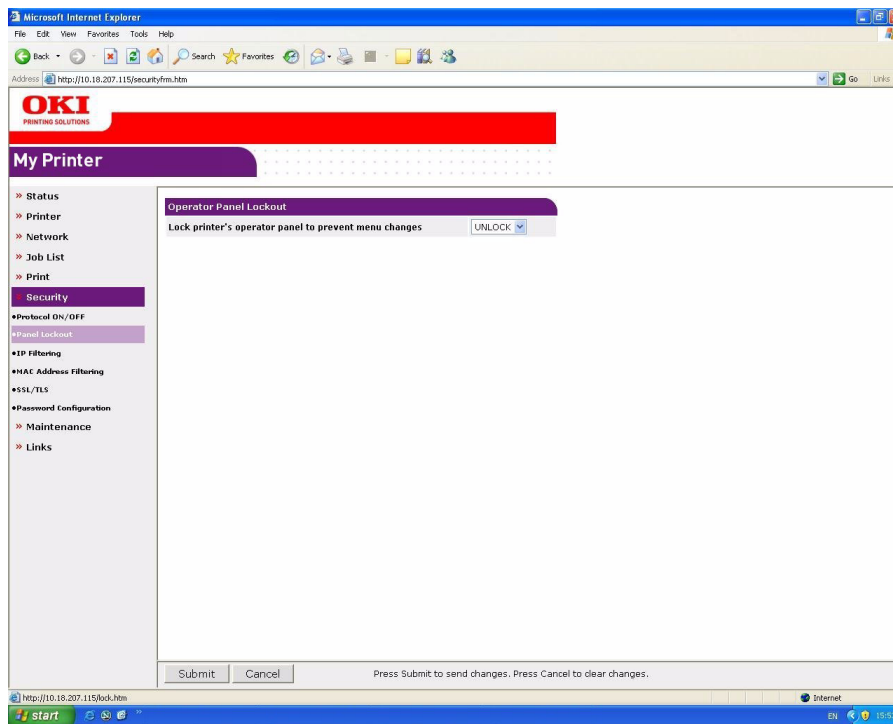 Microsoft Internet Explorer
File Edit View Favorites Tools Help
Back Search Favorites
Address http://10.18.207.115/securityfrm.htm Go Links
OKI
PRINTING SOLUTIONS
My Printer
» Status
» Printer
» Network
» Job List
» Print
» Security
•Protocol ON/OFF
•Panel Lockout
•IP Filtering
•MAC Address Filtering
•SSL/TLS
•Password Configuration
» Maintenance
» Links
Operator Panel Lockout
Lock printer's operator panel to prevent menu changes UNLOCK
Submit Cancel Press Submit to send changes. Press Cancel to clear changes.
http://10.18.207.115/lock.htm Internet
start » EN